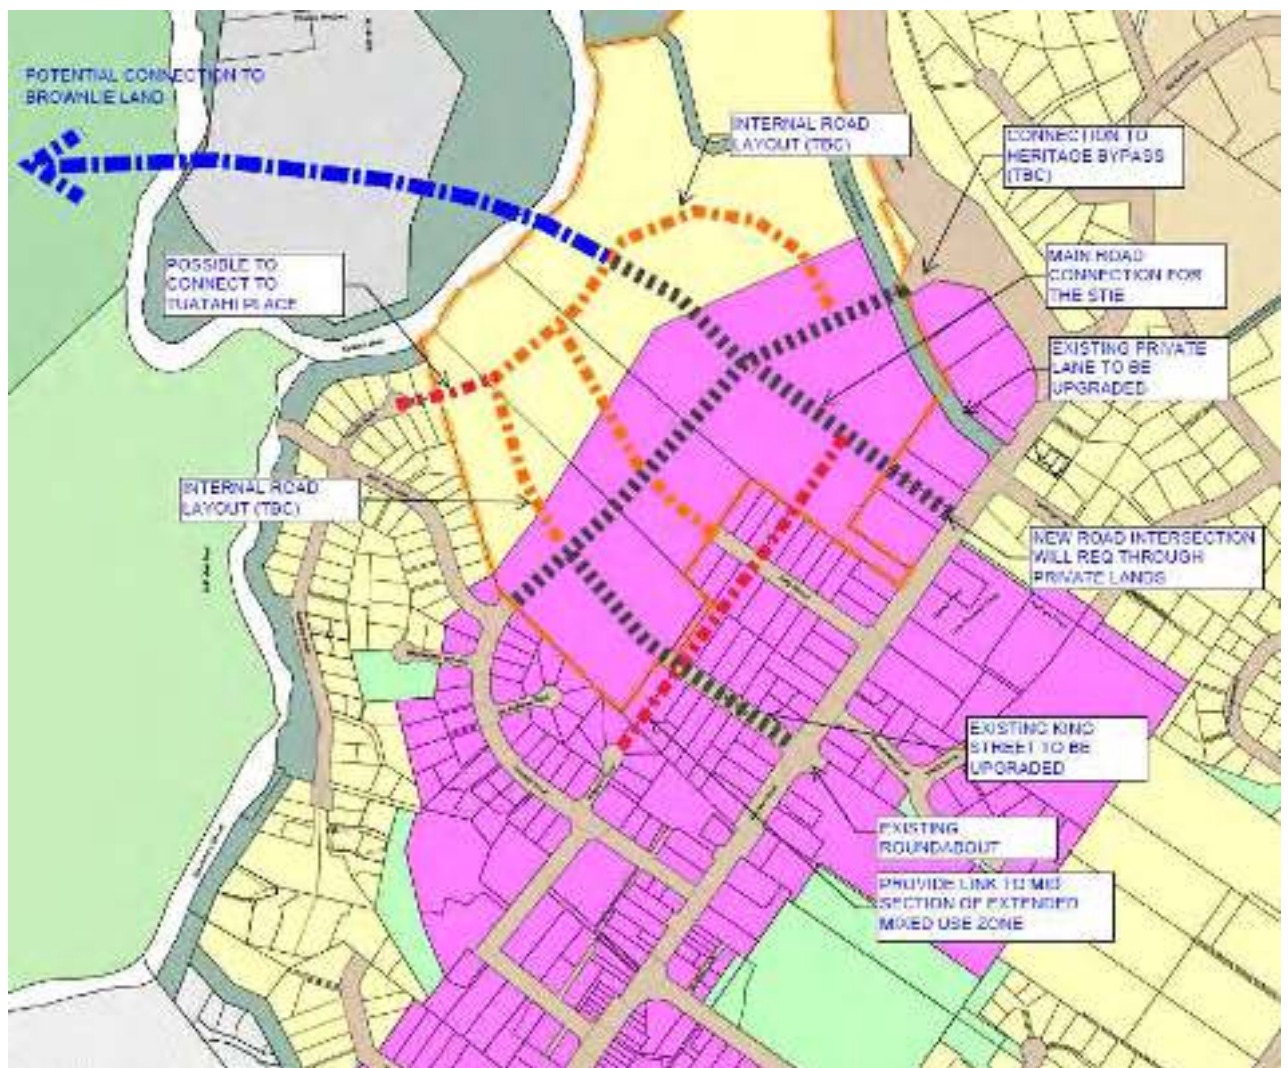 POTENTIAL CONNECTION TO
BROWNLIE LAND
INTERNAL ROAD
LAYOUT (TBC)
CONNECTION TO
HERITAGE BYPASS
(TBC)
POSSIBLE TO
CONNECT TO
TUATAHI PLACE
MAIN ROAD
CONNECTION FOR
THE STIE
EXISTING PRIVATE
LANE TO BE
UPGRADED
INTERNAL ROAD
LAYOUT (TBC)
NEW ROAD INTERSECTION
WILL REQ THROUGH
PRIVATE LANDS
EXISTING KING
STREET TO BE
UPGRADED
EXISTING
ROUNDABOUT
PROVIDE LINK TO MID
SECTION OF EXTENDED
MIXED USE ZONE